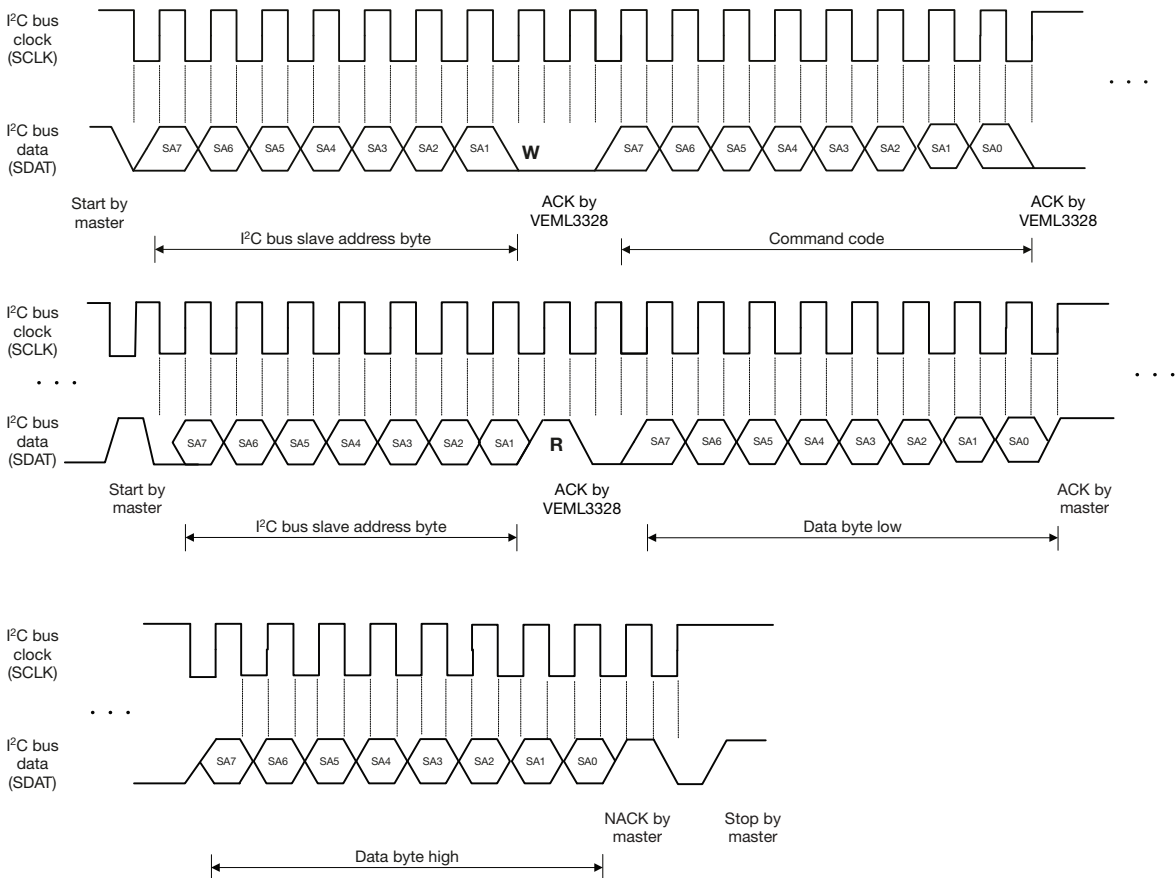 I²C bus
clock
(SCLK)
. . .
I²C bus
data
(SDAT)
SA7 SA6 SA5 SA4 SA3 SA2 SA1 W SA7 SA6 SA5 SA4 SA3 SA2 SA1 SA0
Start by
master
ACK by
VEML3328
ACK by
VEML3328
I²C bus slave address byte
Command code
I²C bus
clock
(SCLK)
. . .
. . .
I²C bus
data
(SDAT)
SA7 SA6 SA5 SA4 SA3 SA2 SA1 R SA7 SA6 SA5 SA4 SA3 SA2 SA1 SA0
Start by
master
ACK by
VEML3328
ACK by
master
I²C bus slave address byte
Data byte low
I²C bus
clock
(SCLK)
. . .
I²C bus
data
(SDAT)
SA7 SA6 SA5 SA4 SA3 SA2 SA1 SA0
NACK by
master
Stop by
master
Data byte high